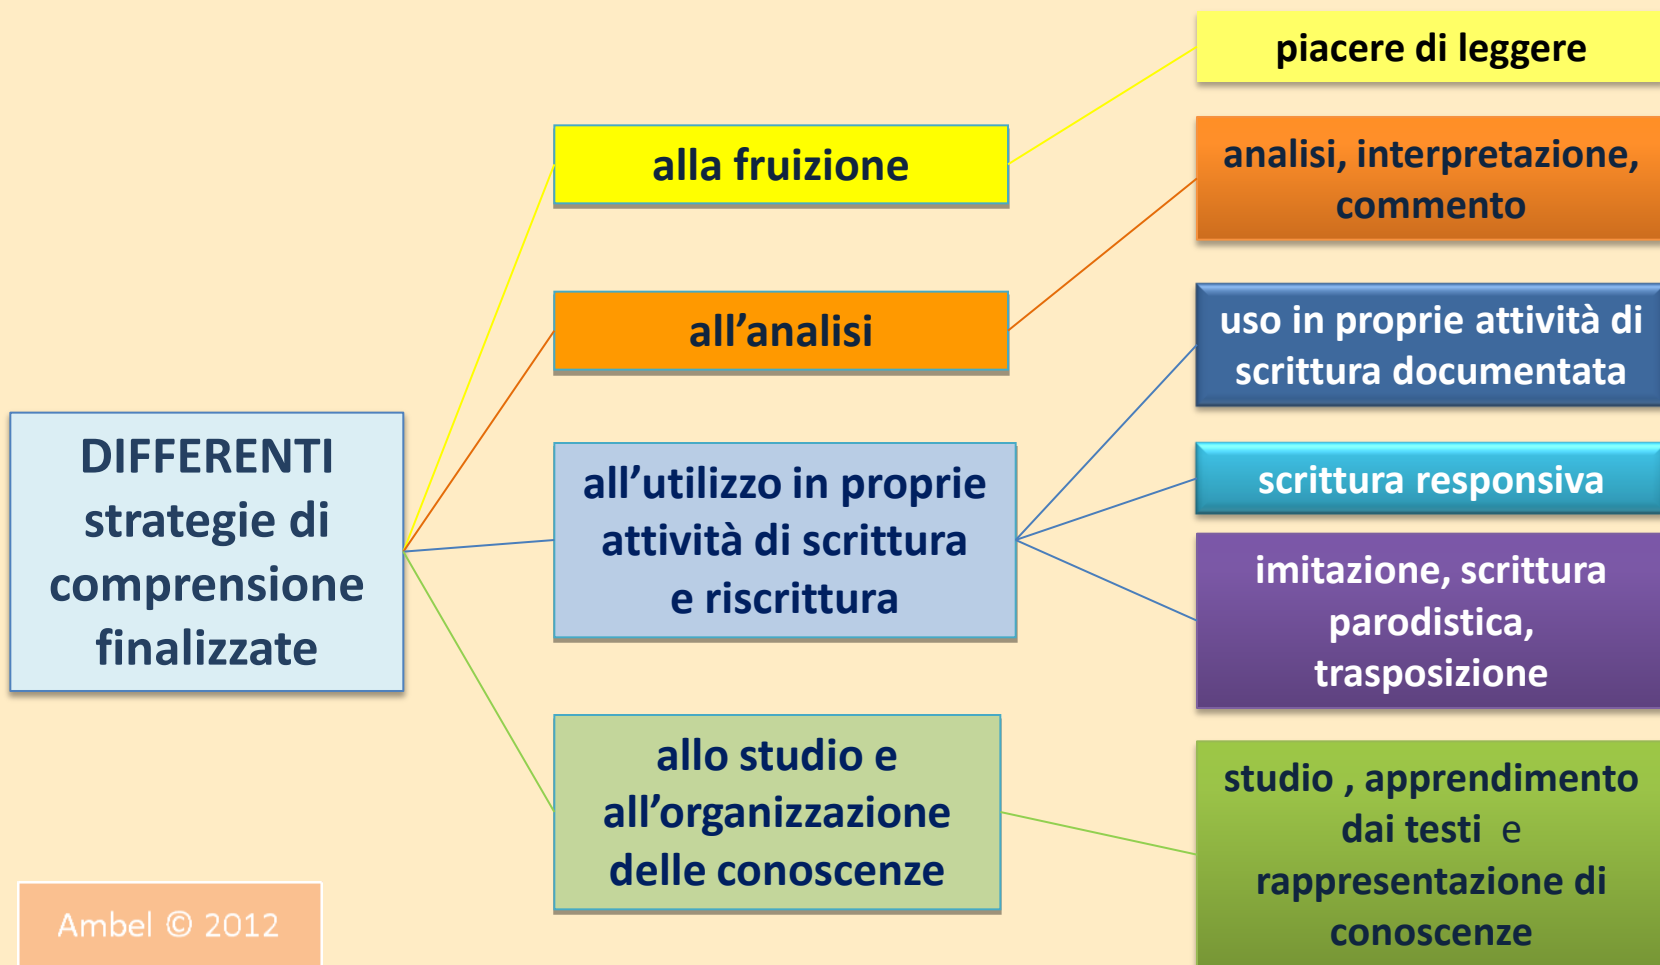 DIFFERENTI
strategie di
comprensione
finalizzate
alla fruizione
all’analisi
all’utilizzo in proprie
attività di scrittura
e riscrittura
allo studio e
all’organizzazione
delle conoscenze
piacere di leggere
analisi, interpretazione,
commento
uso in proprie attività di
scrittura documentata
scrittura responsiva
imitazione, scrittura
parodistica,
trasposizione
studio , apprendimento
dai testi e
rappresentazione di
conoscenze
Ambel © 2012